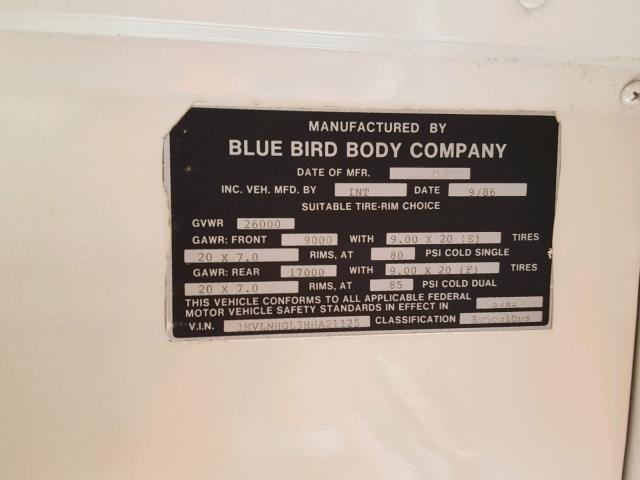 MANUFACTURED BY
BLUE BIRD BODY COMPANY
DATE OF MFR.
INC. VEH. MFD. BY INT DATE 9/86
SUITABLE TIRE-RIM CHOICE
GVWR 26000
GAWR: FRONT 9000 WITH 9.00 X 20 (E) TIRES
20 X 7.0 RIMS, AT 80 PSI COLD SINGLE
GAWR: REAR 17000 WITH 9.00 X 20 (F) TIRES
20 X 7.0 RIMS, AT 85 PSI COLD DUAL
THIS VEHICLE CONFORMS TO ALL APPLICABLE FEDERAL
MOTOR VEHICLE SAFETY STANDARDS IN EFFECT IN 3/86
V.I.N. 1HVLNHGL3HHA21125 CLASSIFICATION Schoolbus